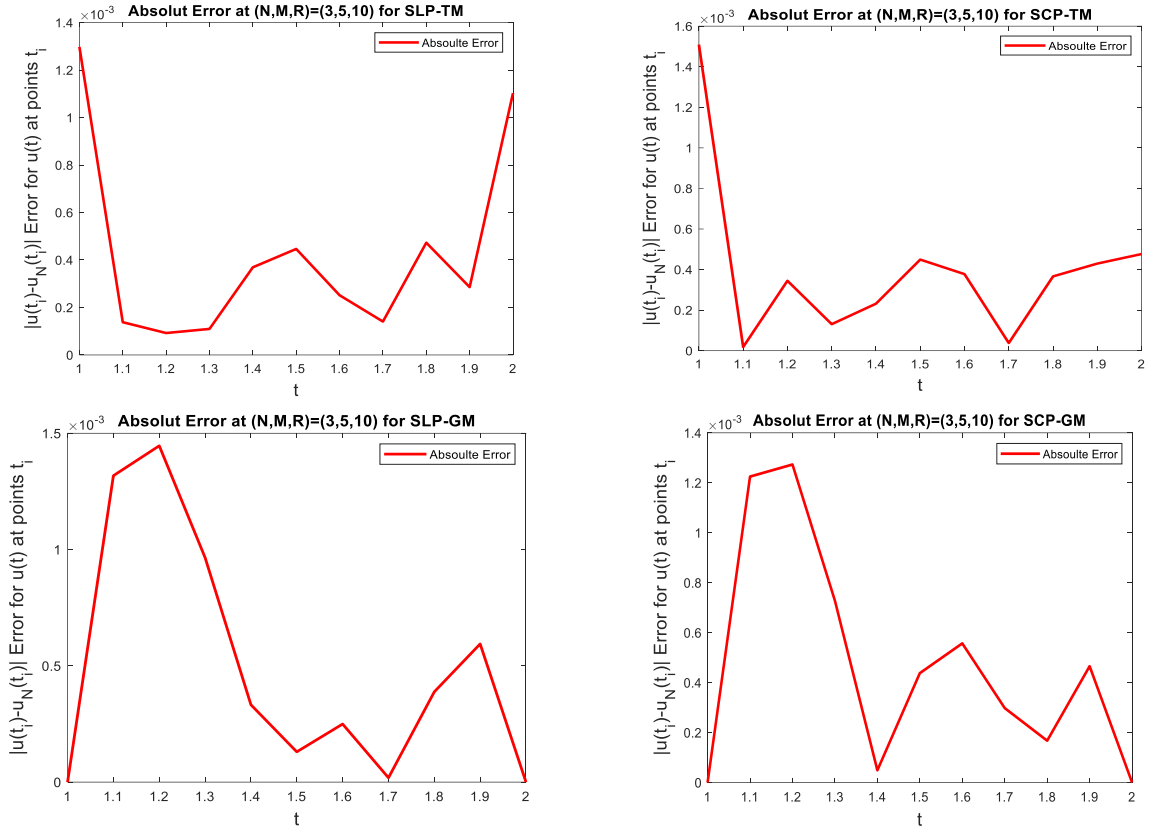 Absolut Error at (N,M,R)=(3,5,10) for SLP-TM
×10-3
Absoulte Error
|u(ti)-uN(ti)| Error for u(t) at points ti
1.4
1.2
1
0.8
0.6
0.4
0.2
0
1 1.1 1.2 1.3 1.4 1.5 1.6 1.7 1.8 1.9 2
t
Absolut Error at (N,M,R)=(3,5,10) for SCP-TM
×10-3
Absoulte Error
|u(ti)-uN(ti)| Error for u(t) at points ti
1.6
1.4
1.2
1
0.8
0.6
0.4
0.2
0
1 1.1 1.2 1.3 1.4 1.5 1.6 1.7 1.8 1.9 2
t
Absolut Error at (N,M,R)=(3,5,10) for SLP-GM
×10-3
Absoulte Error
|u(ti)-uN(ti)| Error for u(t) at points ti
1.5
1
0.5
0
1 1.1 1.2 1.3 1.4 1.5 1.6 1.7 1.8 1.9 2
t
Absolut Error at (N,M,R)=(3,5,10) for SCP-GM
×10-3
Absoulte Error
|u(ti)-uN(ti)| Error for u(t) at points ti
1.4
1.2
1
0.8
0.6
0.4
0.2
0
1 1.1 1.2 1.3 1.4 1.5 1.6 1.7 1.8 1.9 2
t